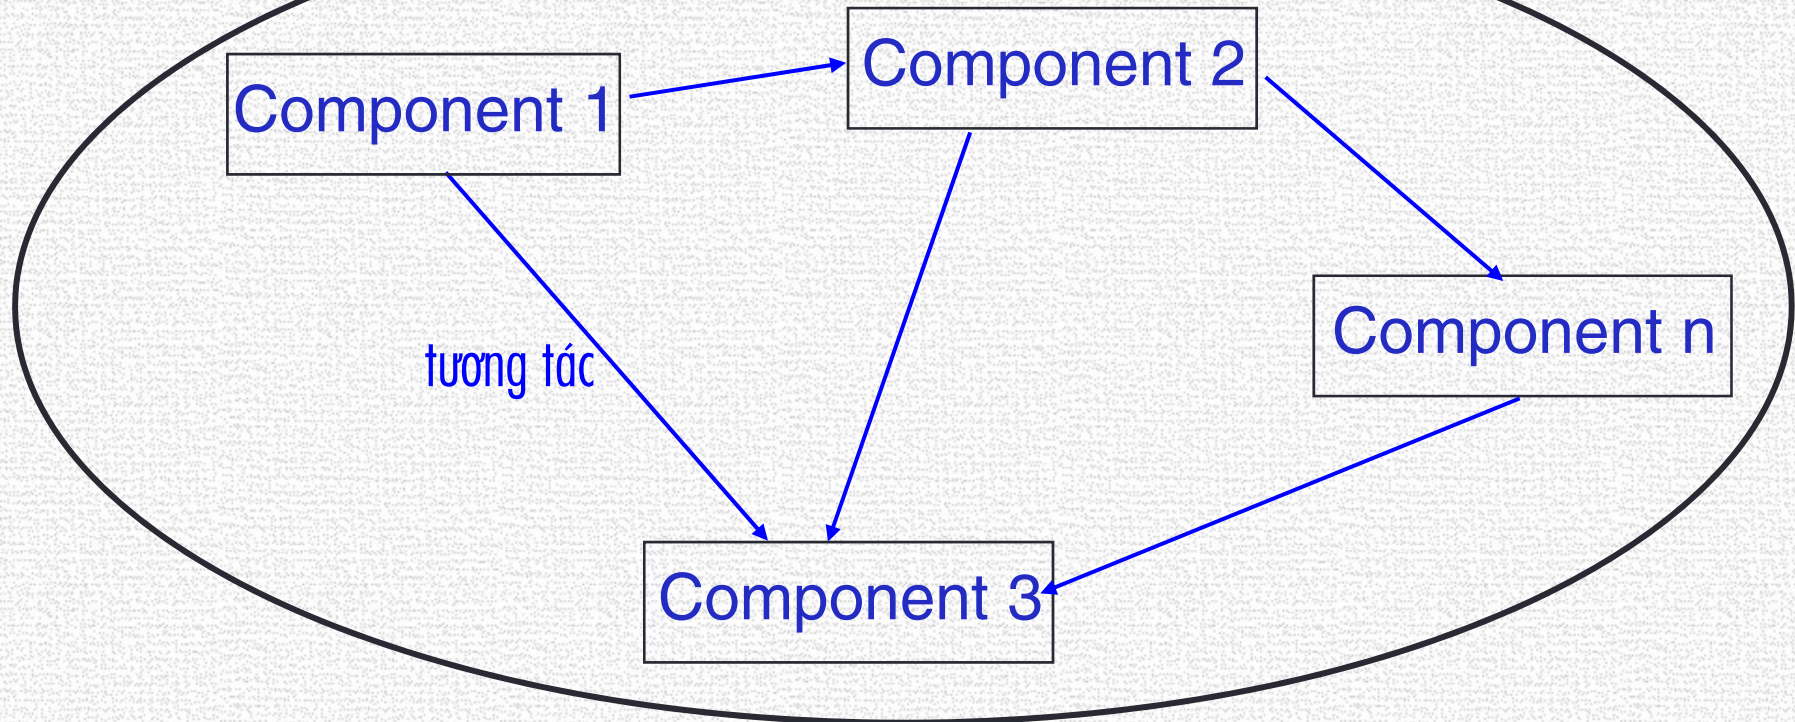 Component 2
Component 1
Component n
tương tác
Component 3